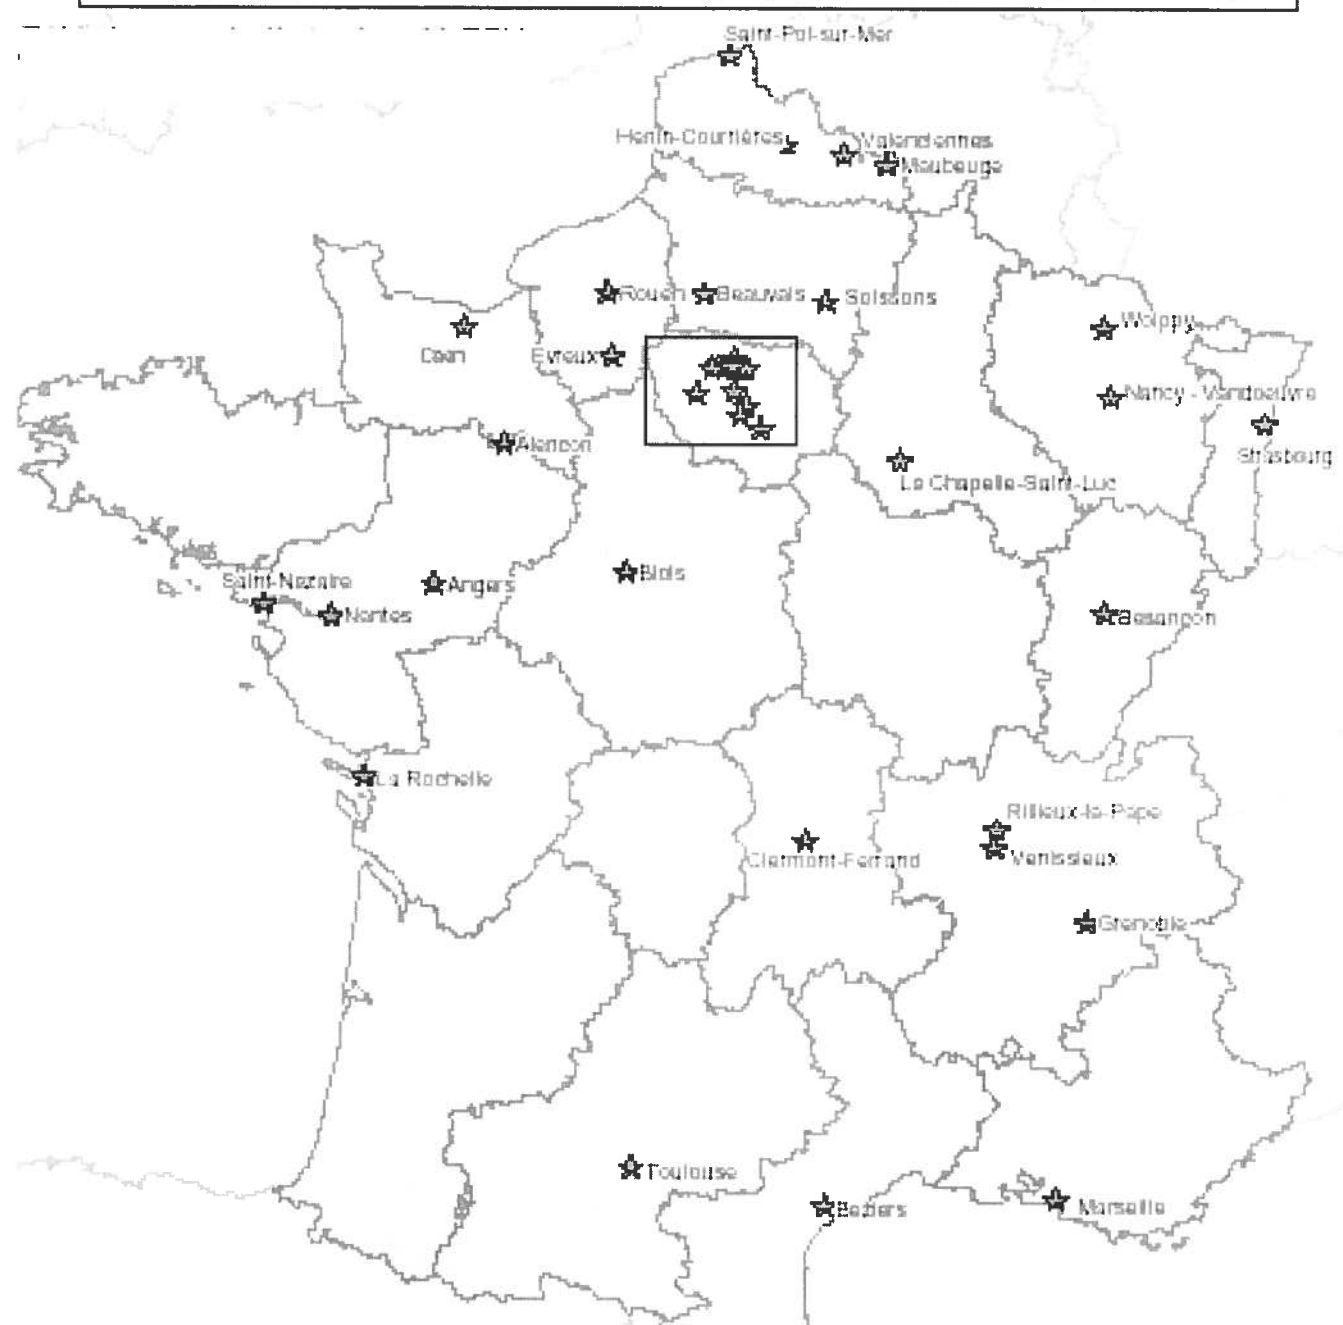 Saint-Pol-sur-Mer
Henin-Courtières
Valenciennes
Maubeuge
Rouen
Beauvais
Soissons
Caen
Evreux
Woippy
Nancy - Vandoeuvre
Alencon
Strasbourg
La Chapelle-Saint-Luc
Saint-Nazaire
Angers
Blois
Nantes
Besançon
La Rochelle
Rillieux-la-Pape
Venissieux
Clermont-Ferrand
Grenoble
Toulouse
Beziers
Marseille